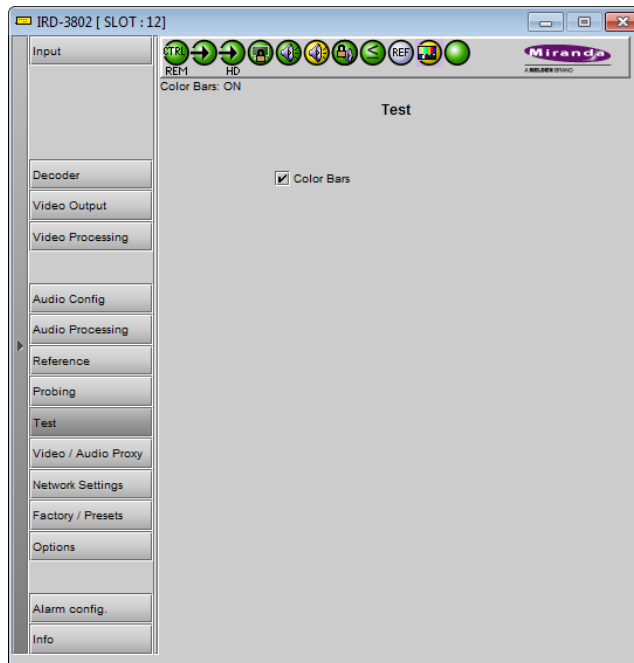 IRD-3802 [ SLOT : 12]
Input
CTRL
REF
REM
HD
Miranda
A BELDEN BRAND
Color Bars: ON
Test
Color Bars
Decoder
Video Output
Video Processing
Audio Config
Audio Processing
Reference
Probing
Test
Video / Audio Proxy
Network Settings
Factory / Presets
Options
Alarm config.
Info